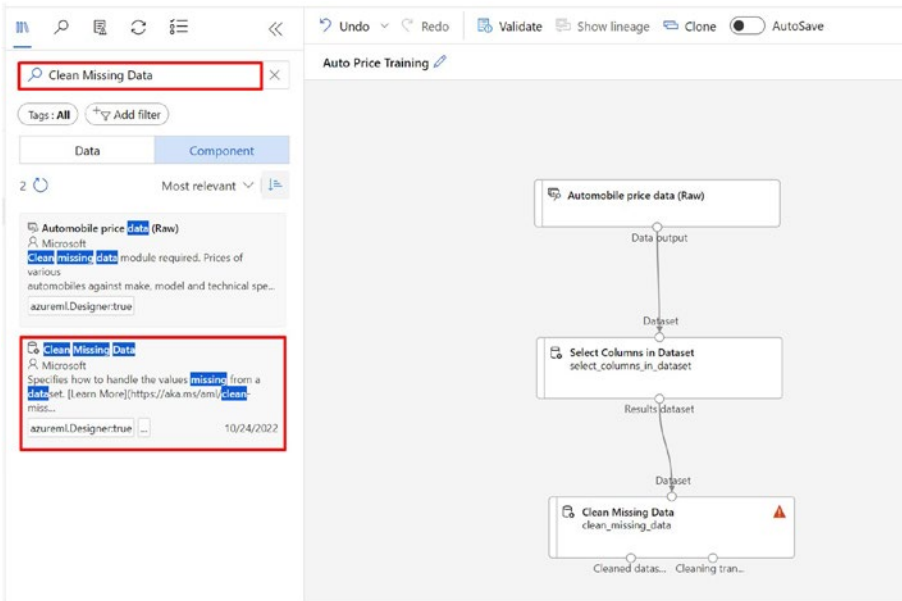 Undo
Redo
Validate
Show lineage
Clone
AutoSave
Clean Missing Data
Auto Price Training
Tags : All
Add filter
Data
Component
2
Most relevant
Automobile price data (Raw)
Microsoft
Clean missing data module required. Prices of
various
automobiles against make, model and technical spe...
azureml.Designer:true
Clean Missing Data
Microsoft
Specifies how to handle the values missing from a
dataset. [Learn More](https://aka.ms/aml/clean-
miss...
azureml.Designer:true
...
10/24/2022
Automobile price data (Raw)
Data output
Dataset
Select Columns in Dataset
select_columns_in_dataset
Results dataset
Dataset
Clean Missing Data
clean_missing_data
Cleaned datas...
Cleaning tran...